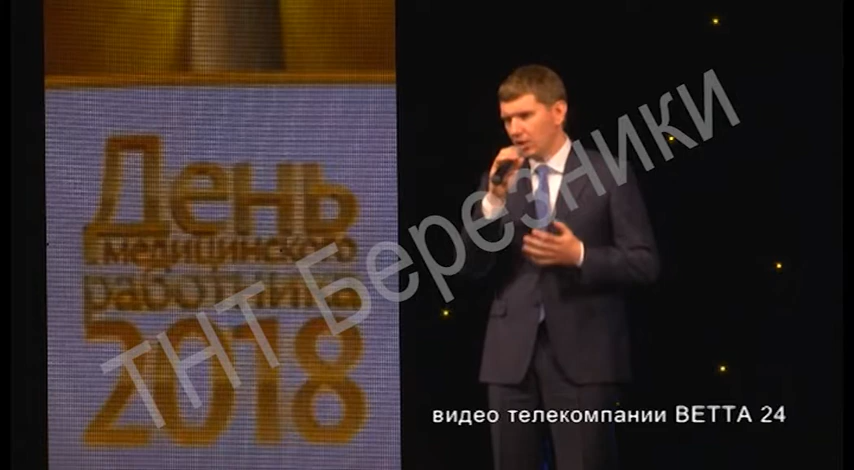 День
медицинского
работника
2018
ТНТ Березники
видео телекомпании ВЕТТА 24